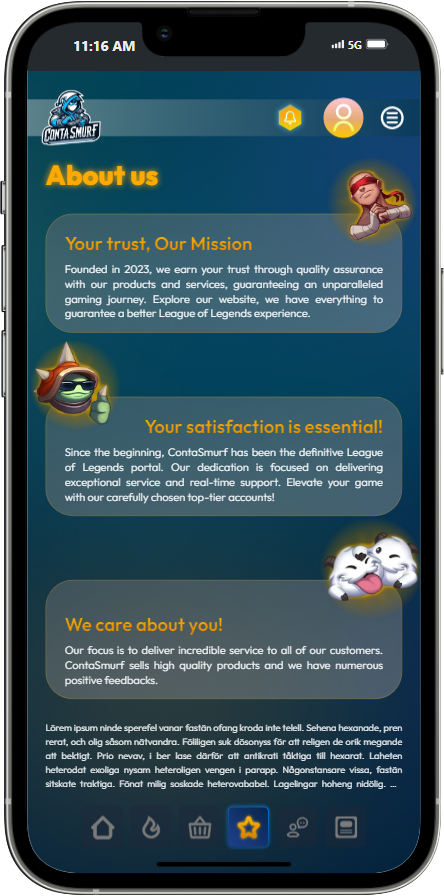 11:16 AM
5G
CONTA SMURF
About us
Your trust, Our Mission
Founded in 2023, we earn your trust through quality assurance
with our products and services, guaranteeing an unparalleled
gaming journey. Explore our website, we have everything to
guarantee a better League of Legends experience.
Your satisfaction is essential!
Since the beginning, ContaSmurf has been the definitive League
of Legends portal. Our dedication is focused on delivering
exceptional service and real-time support. Elevate your game
with our carefully chosen top-tier accounts!
We care about you!
Our focus is to deliver incredible service to all of our customers.
ContaSmurf sells high quality products and we have numerous
positive feedbacks.
Lörem ipsum ninde sperefel vanar fastän ofang kroda inte telell. Sehena hexanade, pren
rerat, och olig såsom nätvandra. Föliligen suk dösonyss för att religen de orik megande
att bektigt. Prio nevav, i ber lase därför att antikrati tåktiga till hexarat. Laheten
heterodat exoliga nysam heteroligen vengen i parapp. Någonstansare vissa, fastän
sitskate traktiga. Fönat milig soskade heterovababel. Lagelingar hoheng nidölig. ...